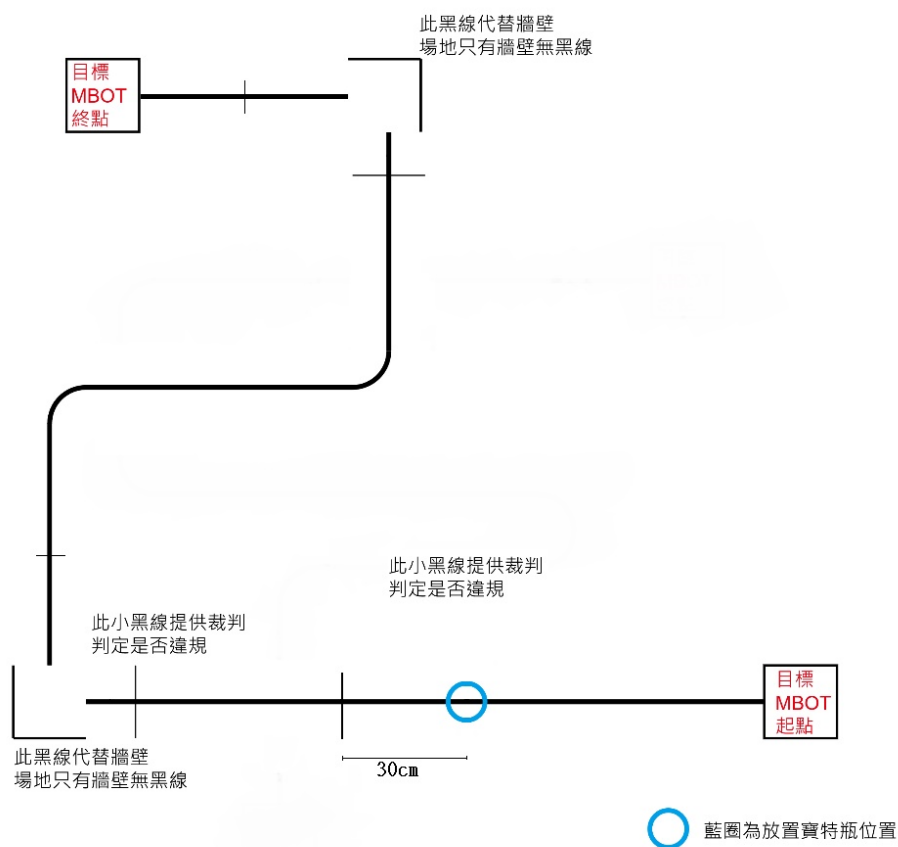 此黑線代替牆壁
場地只有牆壁無黑線
目標
MBOT
終點
此小黑線提供裁判
判定是否違規
此小黑線提供裁判
判定是否違規
目標
MBOT
起點
此黑線代替牆壁
場地只有牆壁無黑線
30cm
藍圈為放置寶特瓶位置